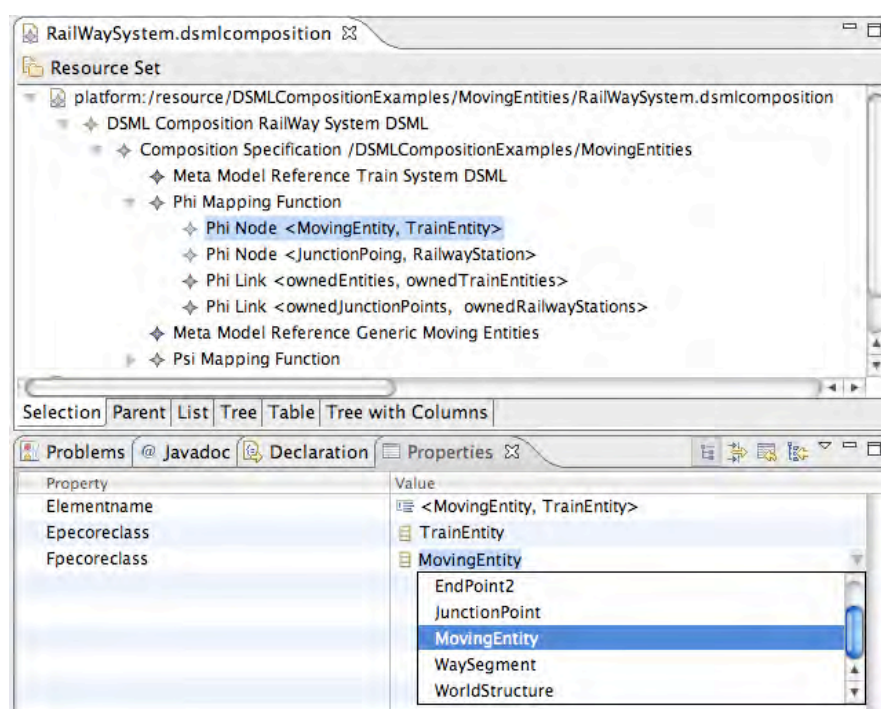 RailWaySystem.dsmlcomposition
Resource Set
platform:/resource/DSMLCompositionExamples/MovingEntities/RailWaySystem.dsmlcomposition
DSML Composition RailWay System DSML
Composition Specification /DSMLCompositionExamples/MovingEntities
Meta Model Reference Train System DSML
Phi Mapping Function
Phi Node <MovingEntity, TrainEntity>
Phi Node <JunctionPoing, RailwayStation>
Phi Link <ownedEntities, ownedTrainEntities>
Phi Link <ownedJunctionPoints, ownedRailwayStations>
Meta Model Reference Generic Moving Entities
Psi Mapping Function
Selection Parent List Tree Table Tree with Columns
Problems @ Javadoc Declaration Properties
Property Value
Elementname <MovingEntity, TrainEntity>
Epecoreclass TrainEntity
Fpecoreclass MovingEntity
EndPoint2
JunctionPoint
MovingEntity
WaySegment
WorldStructure